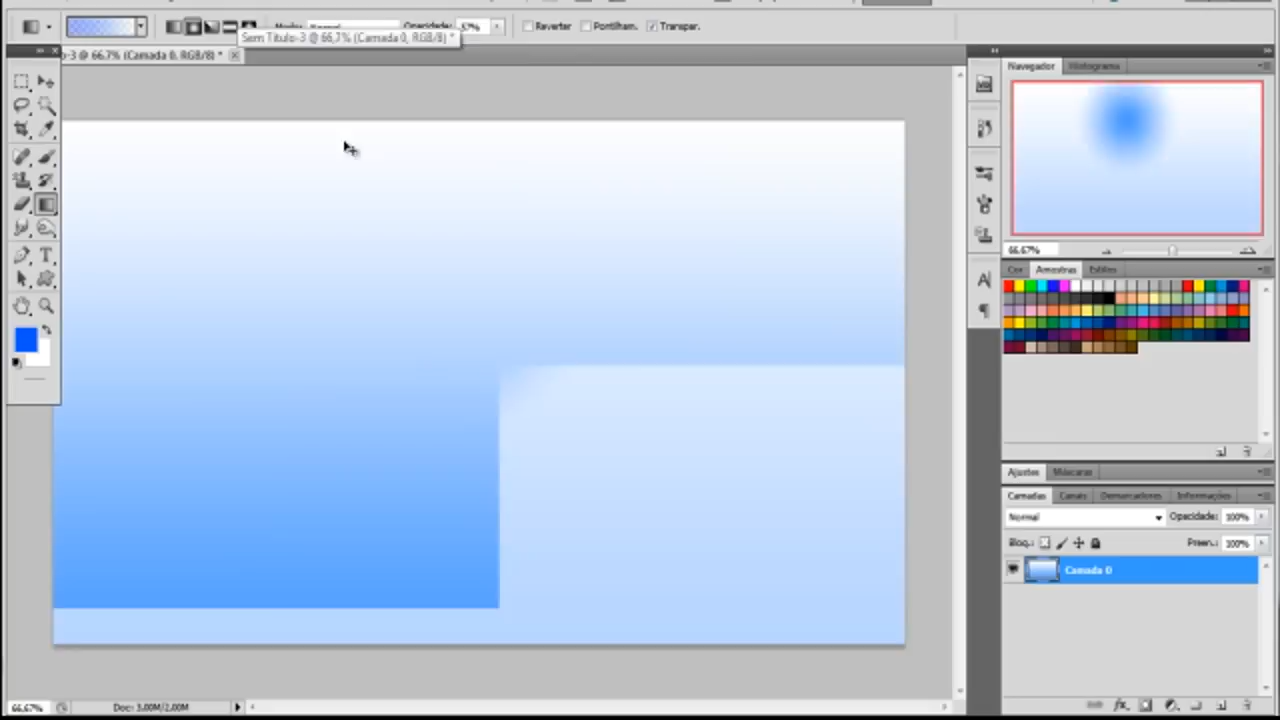 Modo: Normal Opacidade: 57% Reverter Pontilham. Transpar.
Sem Título-3 @ 66,7% (Camada 0, RGB/8) *
o-3 @ 66,7% (Camada 0, RGB/8) *
Navegador Histograma
66,67%
Cor Amostras Estilos
Ajustes Máscaras
Camadas Canais Demarcadores Informações
Normal Opacidade: 100%
Bloq.: Preen.: 100%
Camada 0
66,67% Doc: 3,00M/2,00M